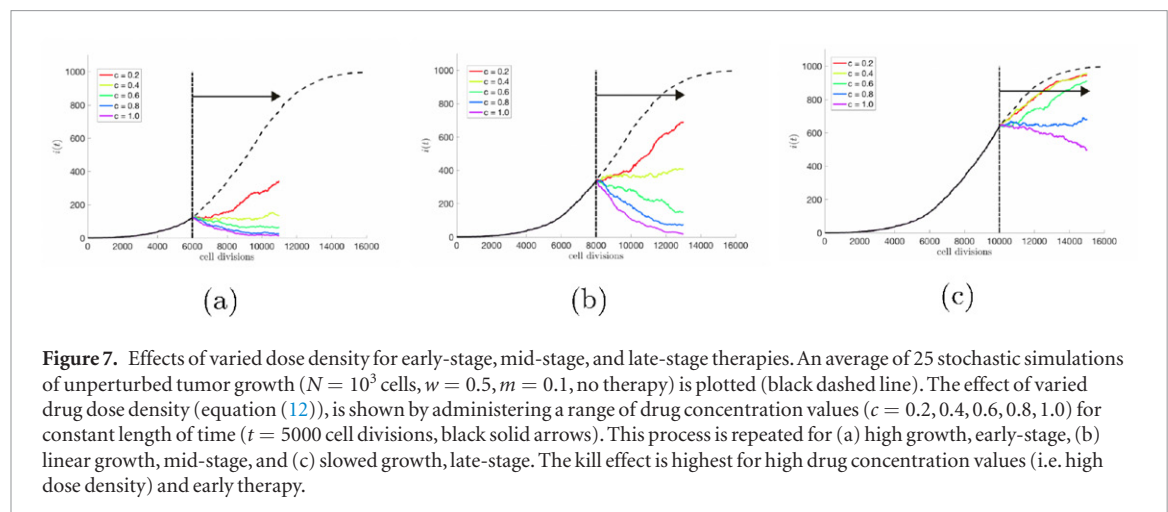 1000
800
600
400
200
0
i(t)
c = 0.2
c = 0.4
c = 0.6
c = 0.8
c = 1.0
0 2000 4000 6000 8000 10000 12000 14000 16000
cell divisions
(a)
1000
800
600
400
200
0
i(t)
c = 0.2
c = 0.4
c = 0.6
c = 0.8
c = 1.0
0 2000 4000 6000 8000 10000 12000 14000 16000
cell divisions
(b)
1000
800
600
400
200
0
i(t)
c = 0.2
c = 0.4
c = 0.6
c = 0.8
c = 1.0
0 2000 4000 6000 8000 10000 12000 14000 16000
cell divisions
(c)
Figure 7. Effects of varied dose density for early-stage, mid-stage, and late-stage therapies. An average of 25 stochastic simulations
of unperturbed tumor growth (N = 10³ cells, w = 0.5, m = 0.1, no therapy) is plotted (black dashed line). The effect of varied
drug dose density (equation (12)), is shown by administering a range of drug concentration values (c = 0.2, 0.4, 0.6, 0.8, 1.0) for
constant length of time (t = 5000 cell divisions, black solid arrows). This process is repeated for (a) high growth, early-stage, (b)
linear growth, mid-stage, and (c) slowed growth, late-stage. The kill effect is highest for high drug concentration values (i.e. high
dose density) and early therapy.